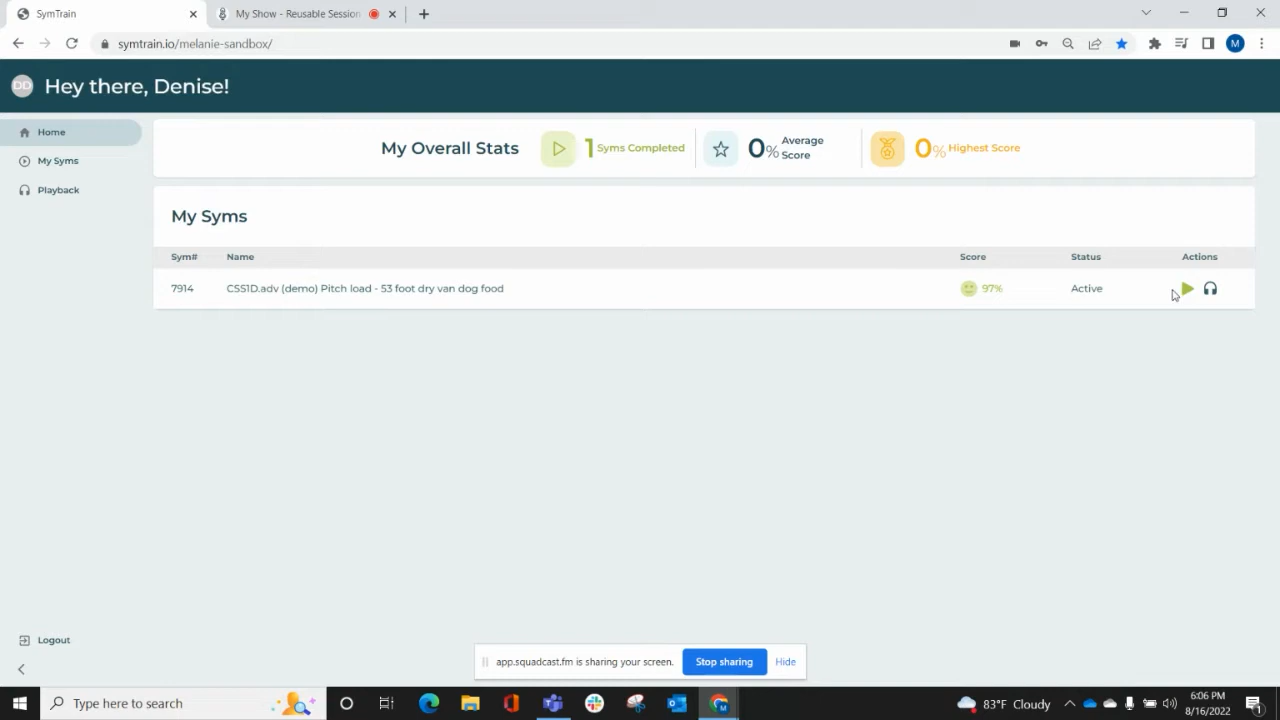 SymTrain
My Show - Reusable Session
symtrain.io/melanie-sandbox/
M
DD
Hey there, Denise!
Home
My Syms
Playback
My Overall Stats
1 Syms Completed
0% Average Score
0% Highest Score
My Syms
Sym# Name Score Status Actions
7914 CSS1D.adv (demo) Pitch load - 53 foot dry van dog food 97% Active
Logout
app.squadcast.fm is sharing your screen. Stop sharing Hide
Type here to search
83°F Cloudy
6:06 PM
8/16/2022
1